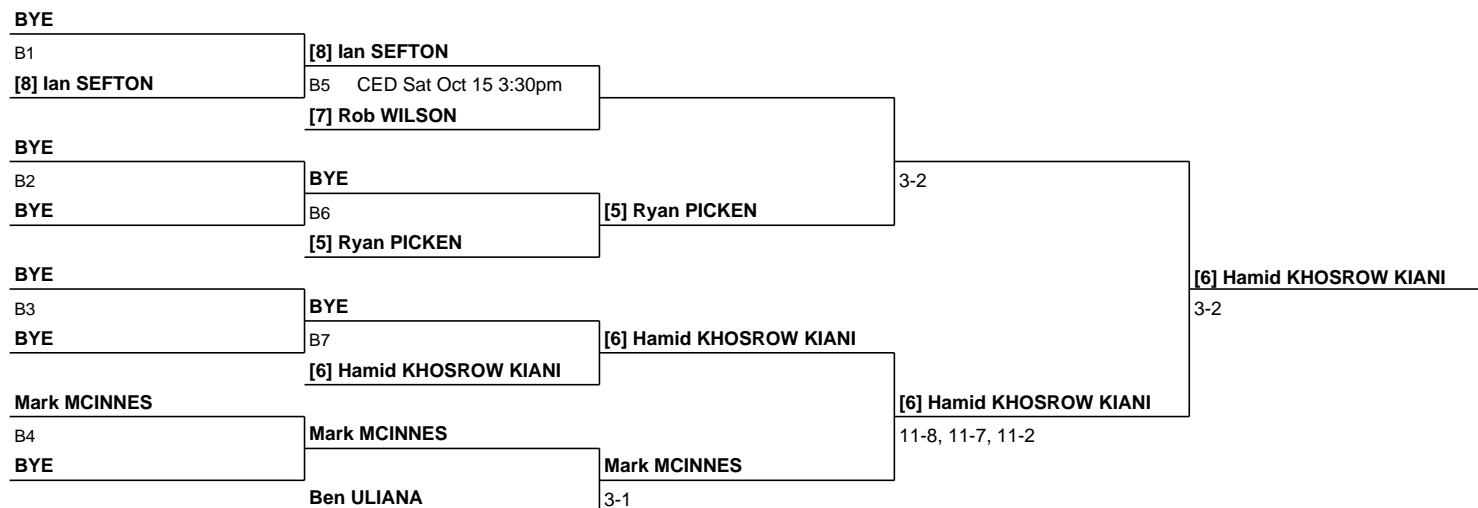 BYE
B1
[8] Ian SEFTON
[8] Ian SEFTON
B5 CED Sat Oct 15 3:30pm
[7] Rob WILSON
BYE
B2
BYE
BYE
B6
[5] Ryan PICKEN
[5] Ryan PICKEN
3-2
BYE
B3
BYE
BYE
B7
[6] Hamid KHOSROW KIANI
[6] Hamid KHOSROW KIANI
[6] Hamid KHOSROW KIANI
3-2
Mark MCINNES
B4
BYE
Mark MCINNES
Ben ULIANA
Mark MCINNES
3-1
[6] Hamid KHOSROW KIANI
11-8, 11-7, 11-2